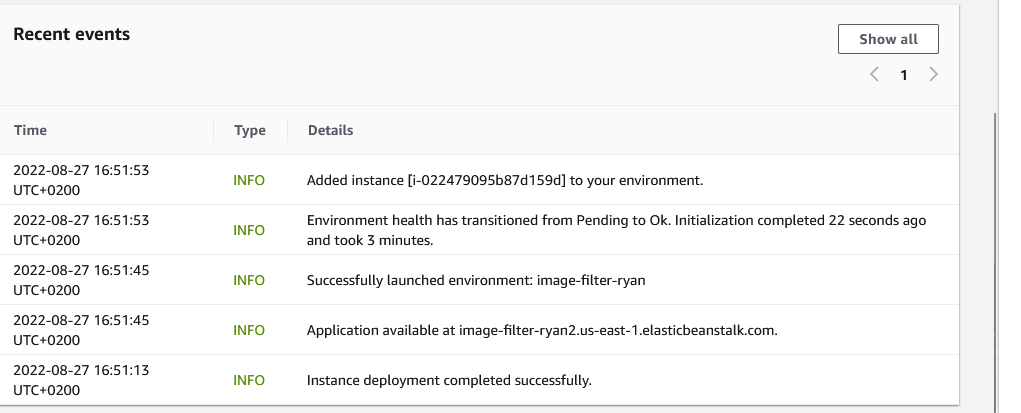 Recent events
Show all
1
Time Type Details
2022-08-27 16:51:53
UTC+0200
INFO
Added instance [i-022479095b87d159d] to your environment.
2022-08-27 16:51:53
UTC+0200
INFO
Environment health has transitioned from Pending to Ok. Initialization completed 22 seconds ago
and took 3 minutes.
2022-08-27 16:51:45
UTC+0200
INFO
Successfully launched environment: image-filter-ryan
2022-08-27 16:51:45
UTC+0200
INFO
Application available at image-filter-ryan2.us-east-1.elasticbeanstalk.com.
2022-08-27 16:51:13
UTC+0200
INFO
Instance deployment completed successfully.